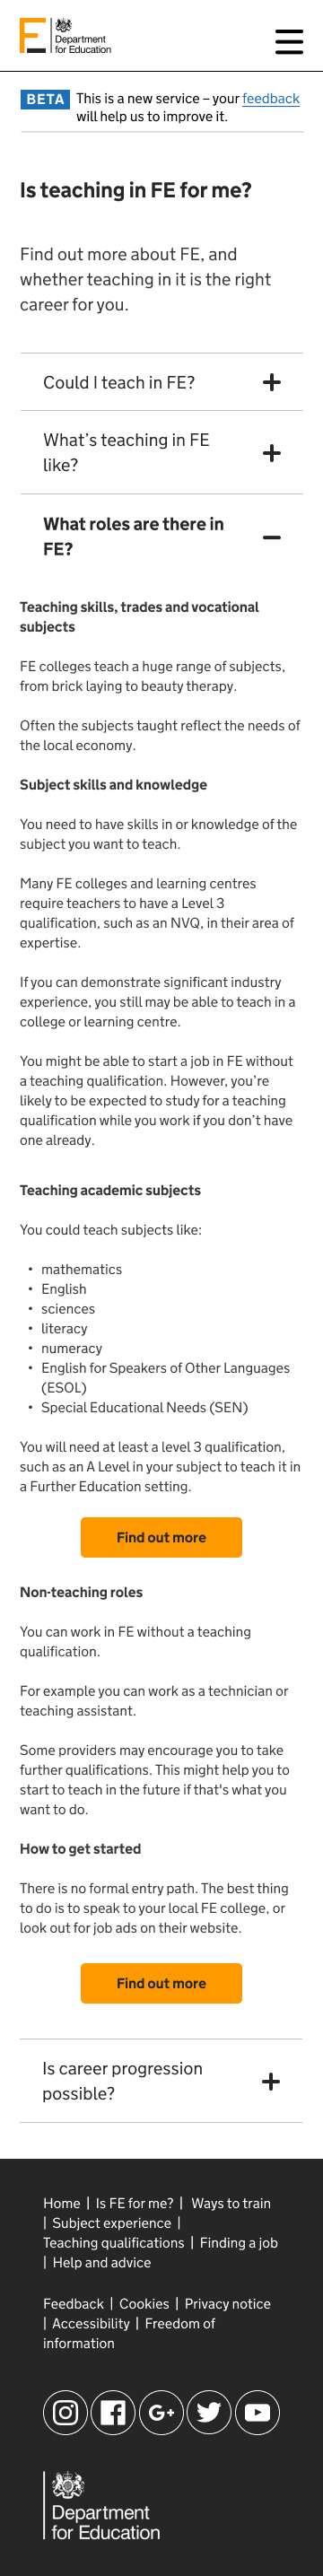 Department
for Education
BETA This is a new service – your feedback
will help us to improve it.
Is teaching in FE for me?
Find out more about FE, and
whether teaching in it is the right
career for you.
Could I teach in FE?
What’s teaching in FE
like?
What roles are there in
FE?
Teaching skills, trades and vocational
subjects
FE colleges teach a huge range of subjects,
from brick laying to beauty therapy.
Often the subjects taught reflect the needs of
the local economy.
Subject skills and knowledge
You need to have skills in or knowledge of the
subject you want to teach.
Many FE colleges and learning centres
require teachers to have a Level 3
qualification, such as an NVQ, in their area of
expertise.
If you can demonstrate significant industry
experience, you still may be able to teach in a
college or learning centre.
You might be able to start a job in FE without
a teaching qualification. However, you’re
likely to be expected to study for a teaching
qualification while you work if you don’t have
one already.
Teaching academic subjects
You could teach subjects like:
• mathematics
• English
• sciences
• literacy
• numeracy
• English for Speakers of Other Languages
(ESOL)
• Special Educational Needs (SEN)
You will need at least a level 3 qualification,
such as an A Level in your subject to teach it in
a Further Education setting.
Find out more
Non-teaching roles
You can work in FE without a teaching
qualification.
For example you can work as a technician or
teaching assistant.
Some providers may encourage you to take
further qualifications. This might help you to
start to teach in the future if that's what you
want to do.
How to get started
There is no formal entry path. The best thing
to do is to speak to your local FE college, or
look out for job ads on their website.
Find out more
Is career progression
possible?
Home | Is FE for me? | Ways to train
| Subject experience |
Teaching qualifications | Finding a job
| Help and advice
Feedback | Cookies | Privacy notice
| Accessibility | Freedom of
information
G+
Department
for Education